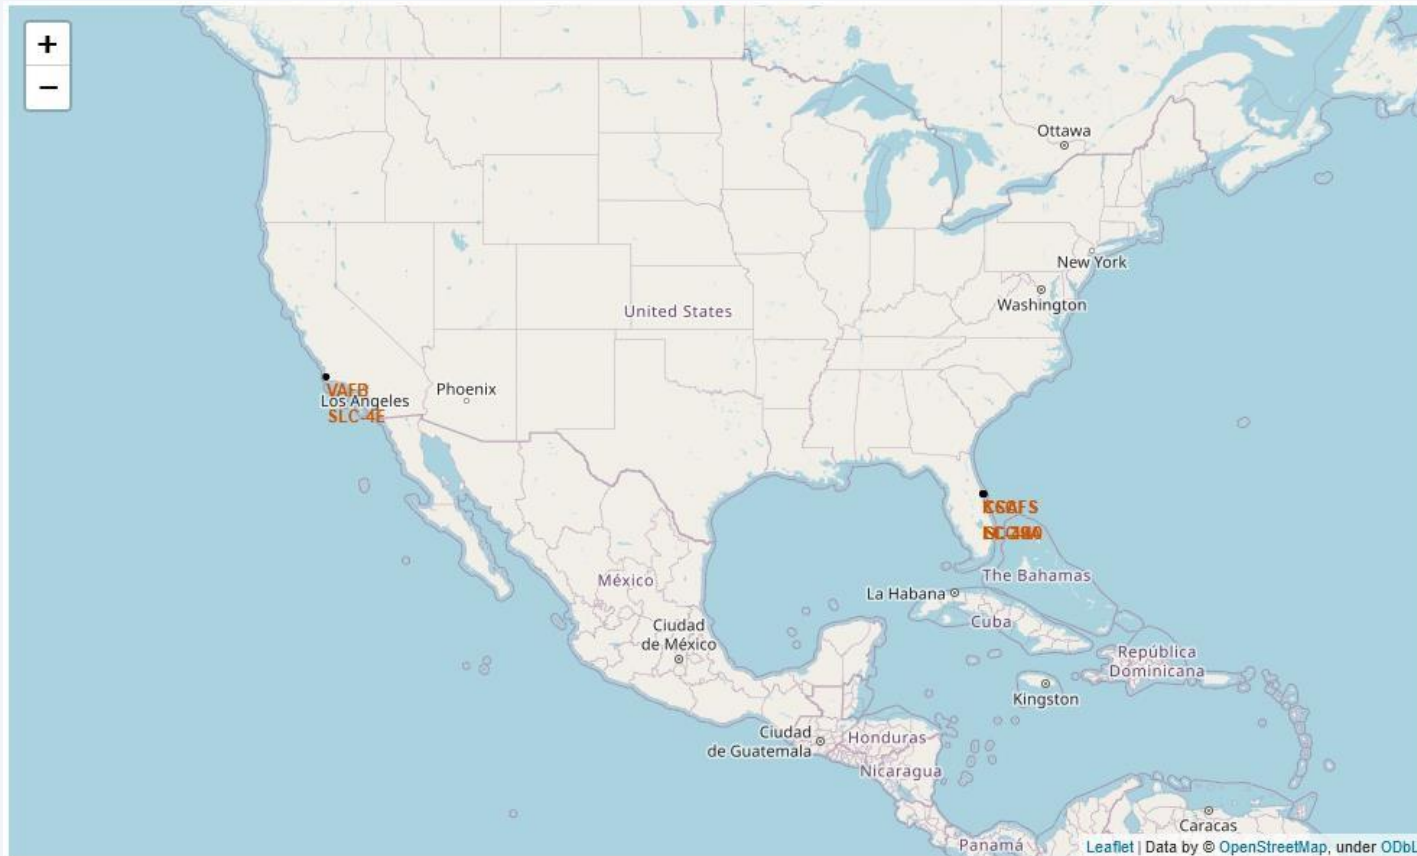 +
−
Ottawa
New York
Washington
United States
Phoenix
VAFB
Los Angeles
SLC-4E
México
The Bahamas
La Habana
Cuba
Ciudad
de México
República
Dominicana
Kingston
Ciudad
de Guatemala
Honduras
Nicaragua
Caracas
Panamá
Leaflet | Data by © OpenStreetMap, under ODbL